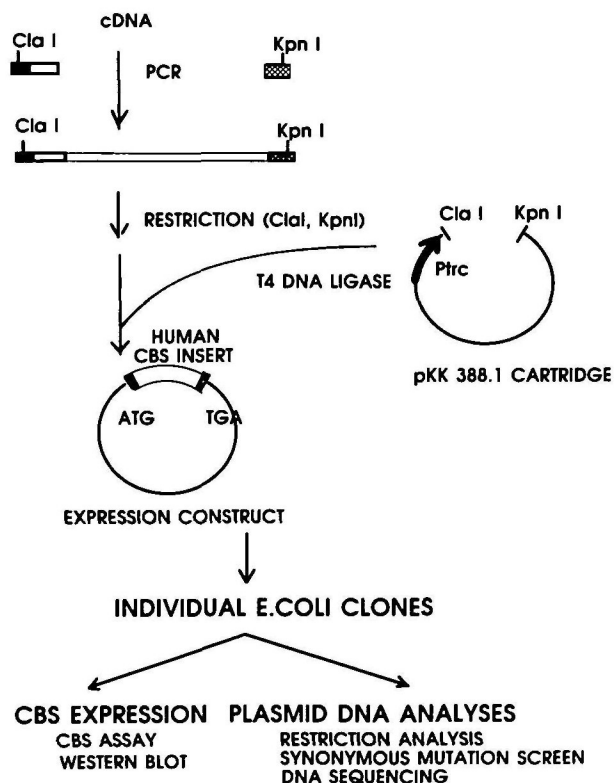 cDNA
Cla I
Kpn I
PCR
Cla I
Kpn I
RESTRICTION (ClaI, KpnI)
Cla I
Kpn I
Ptrc
T4 DNA LIGASE
pKK 388.1 CARTRIDGE
HUMAN
CBS INSERT
ATG
TGA
EXPRESSION CONSTRUCT
INDIVIDUAL E.COLI CLONES
CBS EXPRESSION
CBS ASSAY
WESTERN BLOT
PLASMID DNA ANALYSES
RESTRICTION ANALYSIS
SYNONYMOUS MUTATION SCREEN
DNA SEQUENCING